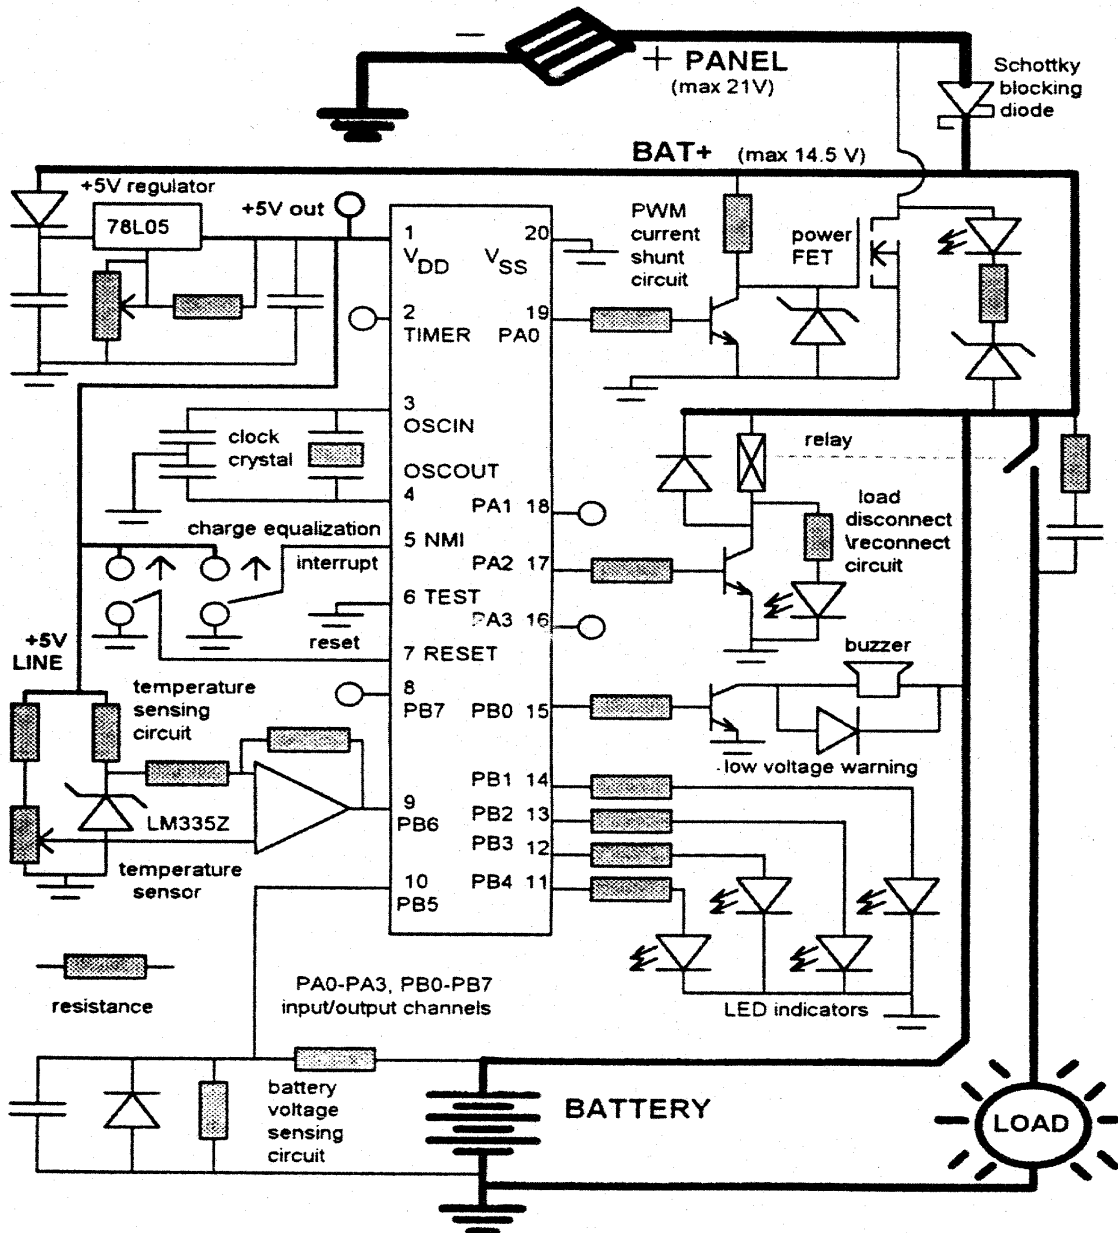 − + PANEL
(max 21V)
Schottky
blocking
diode
BAT+ (max 14.5 V)
+5V regulator
78L05
+5V out
1
VDD
20
VSS
PWM
current
shunt
circuit
power
FET
2
TIMER
19
PA0
3
OSCIN
clock
crystal
OSCOUT
4
relay
PA1 18
load
disconnect
\reconnect
circuit
charge equalization
interrupt
5 NMI
PA2 17
6 TEST
PA3 16
reset
7 RESET
+5V
LINE
buzzer
8
PB7
PB0 15
temperature
sensing
circuit
low voltage warning
PB1 14
LM335Z
9
PB6
PB2 13
PB3 12
temperature
sensor
10
PB5
PB4 11
resistance
PA0-PA3, PB0-PB7
input/output channels
LED indicators
battery
voltage
sensing
circuit
BATTERY
LOAD